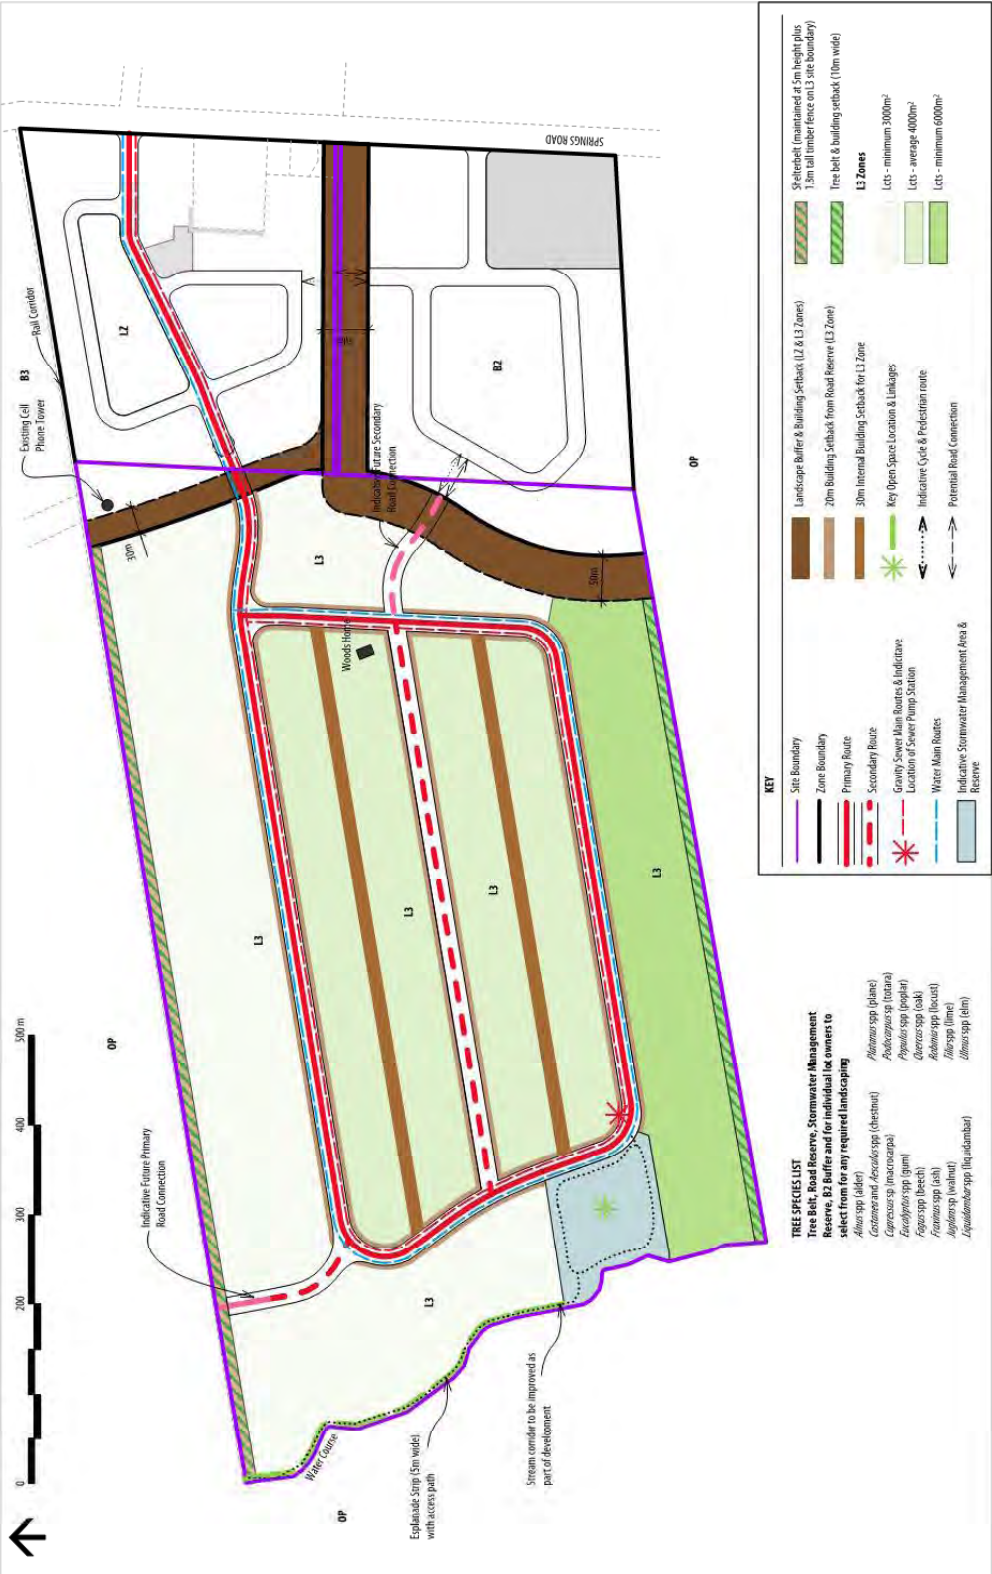 0
200
300
400
500 m
OP
B3
Rail Corridor
Existing Cell
Phone Tower
L2
SPRINGS ROAD
B2
OP
Indicative Future Secondary
Road Connection
30m
50m
L3
Woods Home
L3
L3
L3
L3
L3
Indicative Future Primary
Road Connection
Water Course
OP
Esplanade Strip (5m wide)
with access path
Stream corridor to be improved as
part of development
KEY
Site Boundary
Zone Boundary
Primary Route
Secondary Route
Gravity Sewer Main Routes & Indicitave
Location of Sewer Pump Station
Water Main Routes
Indicative Stormwater Management Area &
Reserve
Landscape Buffer & Building Setback (L2 & L3 Zones)
20m Building Setback from Road Reserve (L3 Zone)
30m Internal Building Setback for L3 Zone
Key Open Space Location & Linkages
Indicative Cycle & Pedestrian route
Potential Road Connection
Shelterbelt (maintained at 5m height plus
1.8m tall timber fence on L3 site boundary)
Tree belt & building setback (10m wide)
L3 Zones
Lots - minimum 3000m²
Lots - average 4000m²
Lots - minimum 6000m²
TREE SPECIES LIST
Tree Belt, Road Reserve, Stormwater Management
Reserve, B2 Buffer and for individual lot owners to
select from for any required landscaping
Alnus spp (alder)
Castanea and Aesculus spp (chestnut)
Cupressus sp (macrocarpa)
Eucalyptus spp (gum)
Fagus spp (beech)
Fraxinus spp (ash)
Juglans sp (walnut)
Liquidambar spp (liquidambar)
Platanus spp (plane)
Podocarpus sp (totara)
Populus spp (poplar)
Quercus spp (oak)
Robinia spp (locust)
Tilia spp (lime)
Ulmus spp (elm)